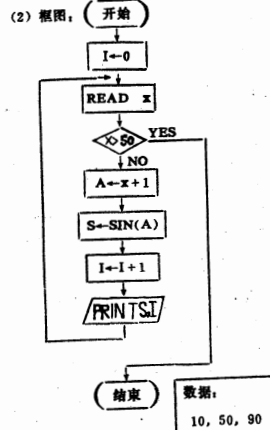 (2) 框图: 开始
I←0
READ x
X>50 YES
NO
A←x+1
S←SIN(A)
I←I+1
PRINTS,I
结束
数据:
10, 50, 90